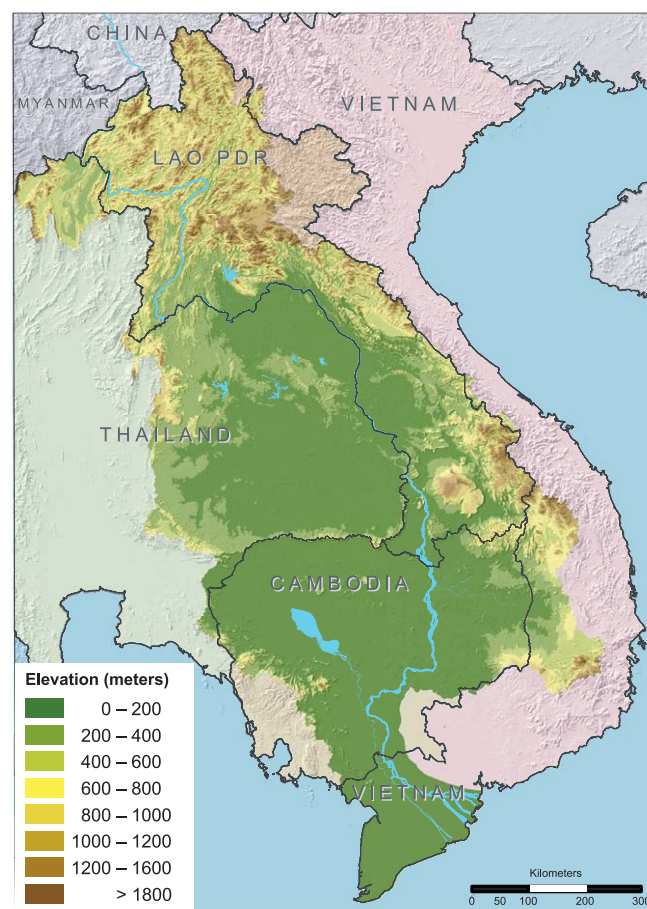 CHINA
MYANMAR
VIETNAM
LAO PDR
THAILAND
CAMBODIA
VIETNAM
Elevation (meters)
0 – 200
200 – 400
400 – 600
600 – 800
800 – 1000
1000 – 1200
1200 – 1600
> 1800
Kilometers
0 50 100 200 300